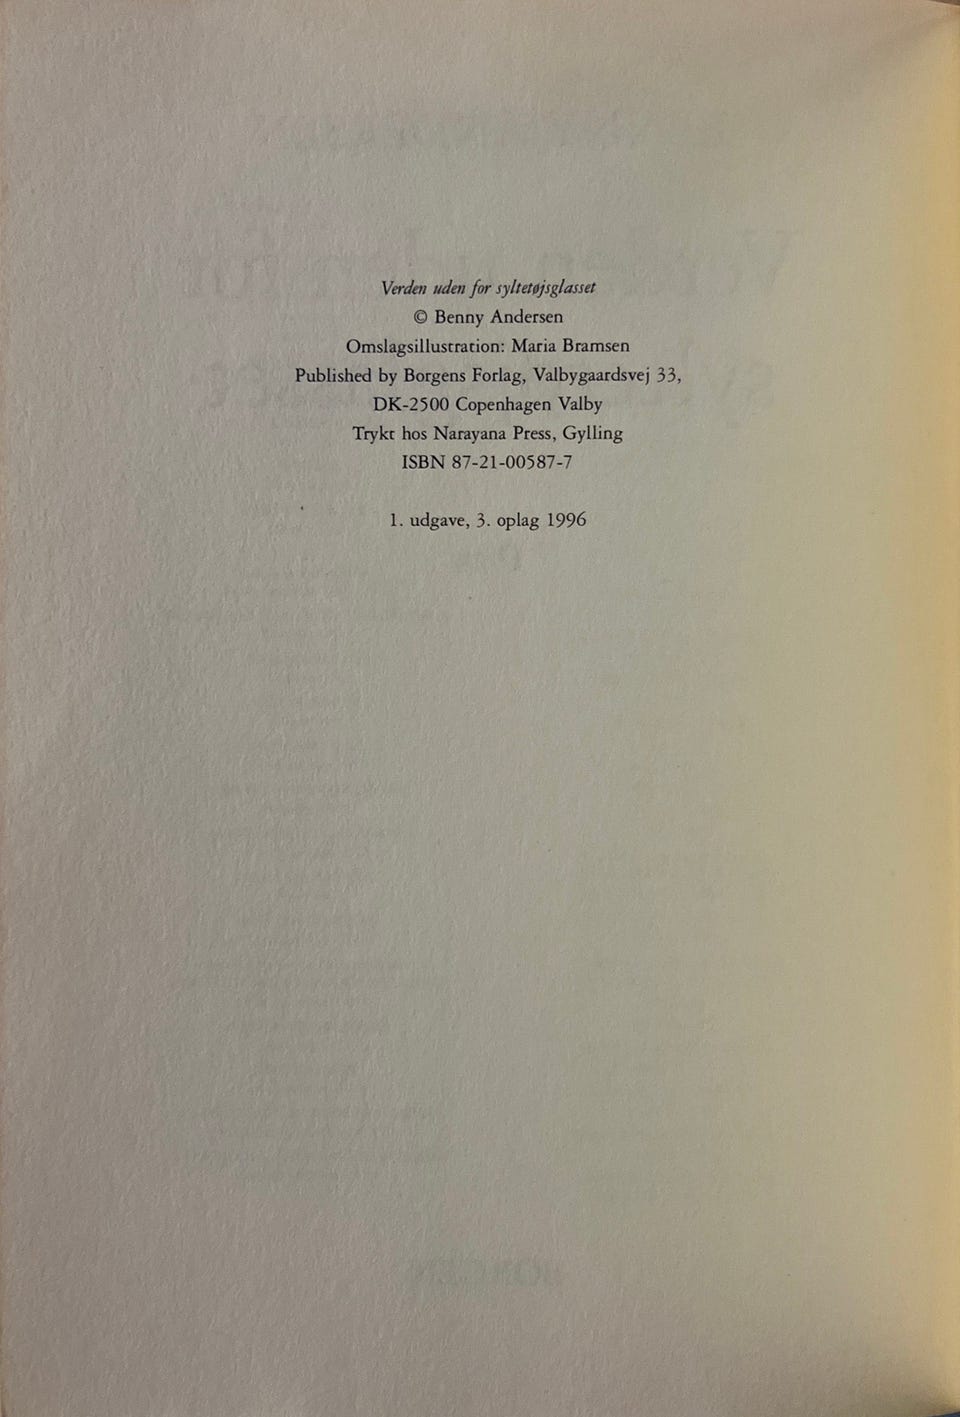 Verden uden for syltetøjsglasset
© Benny Andersen
Omslagsillustration: Maria Bramsen
Published by Borgens Forlag, Valbygaardsvej 33,
DK-2500 Copenhagen Valby
Trykt hos Narayana Press, Gylling
ISBN 87-21-00587-7
1. udgave, 3. oplag 1996